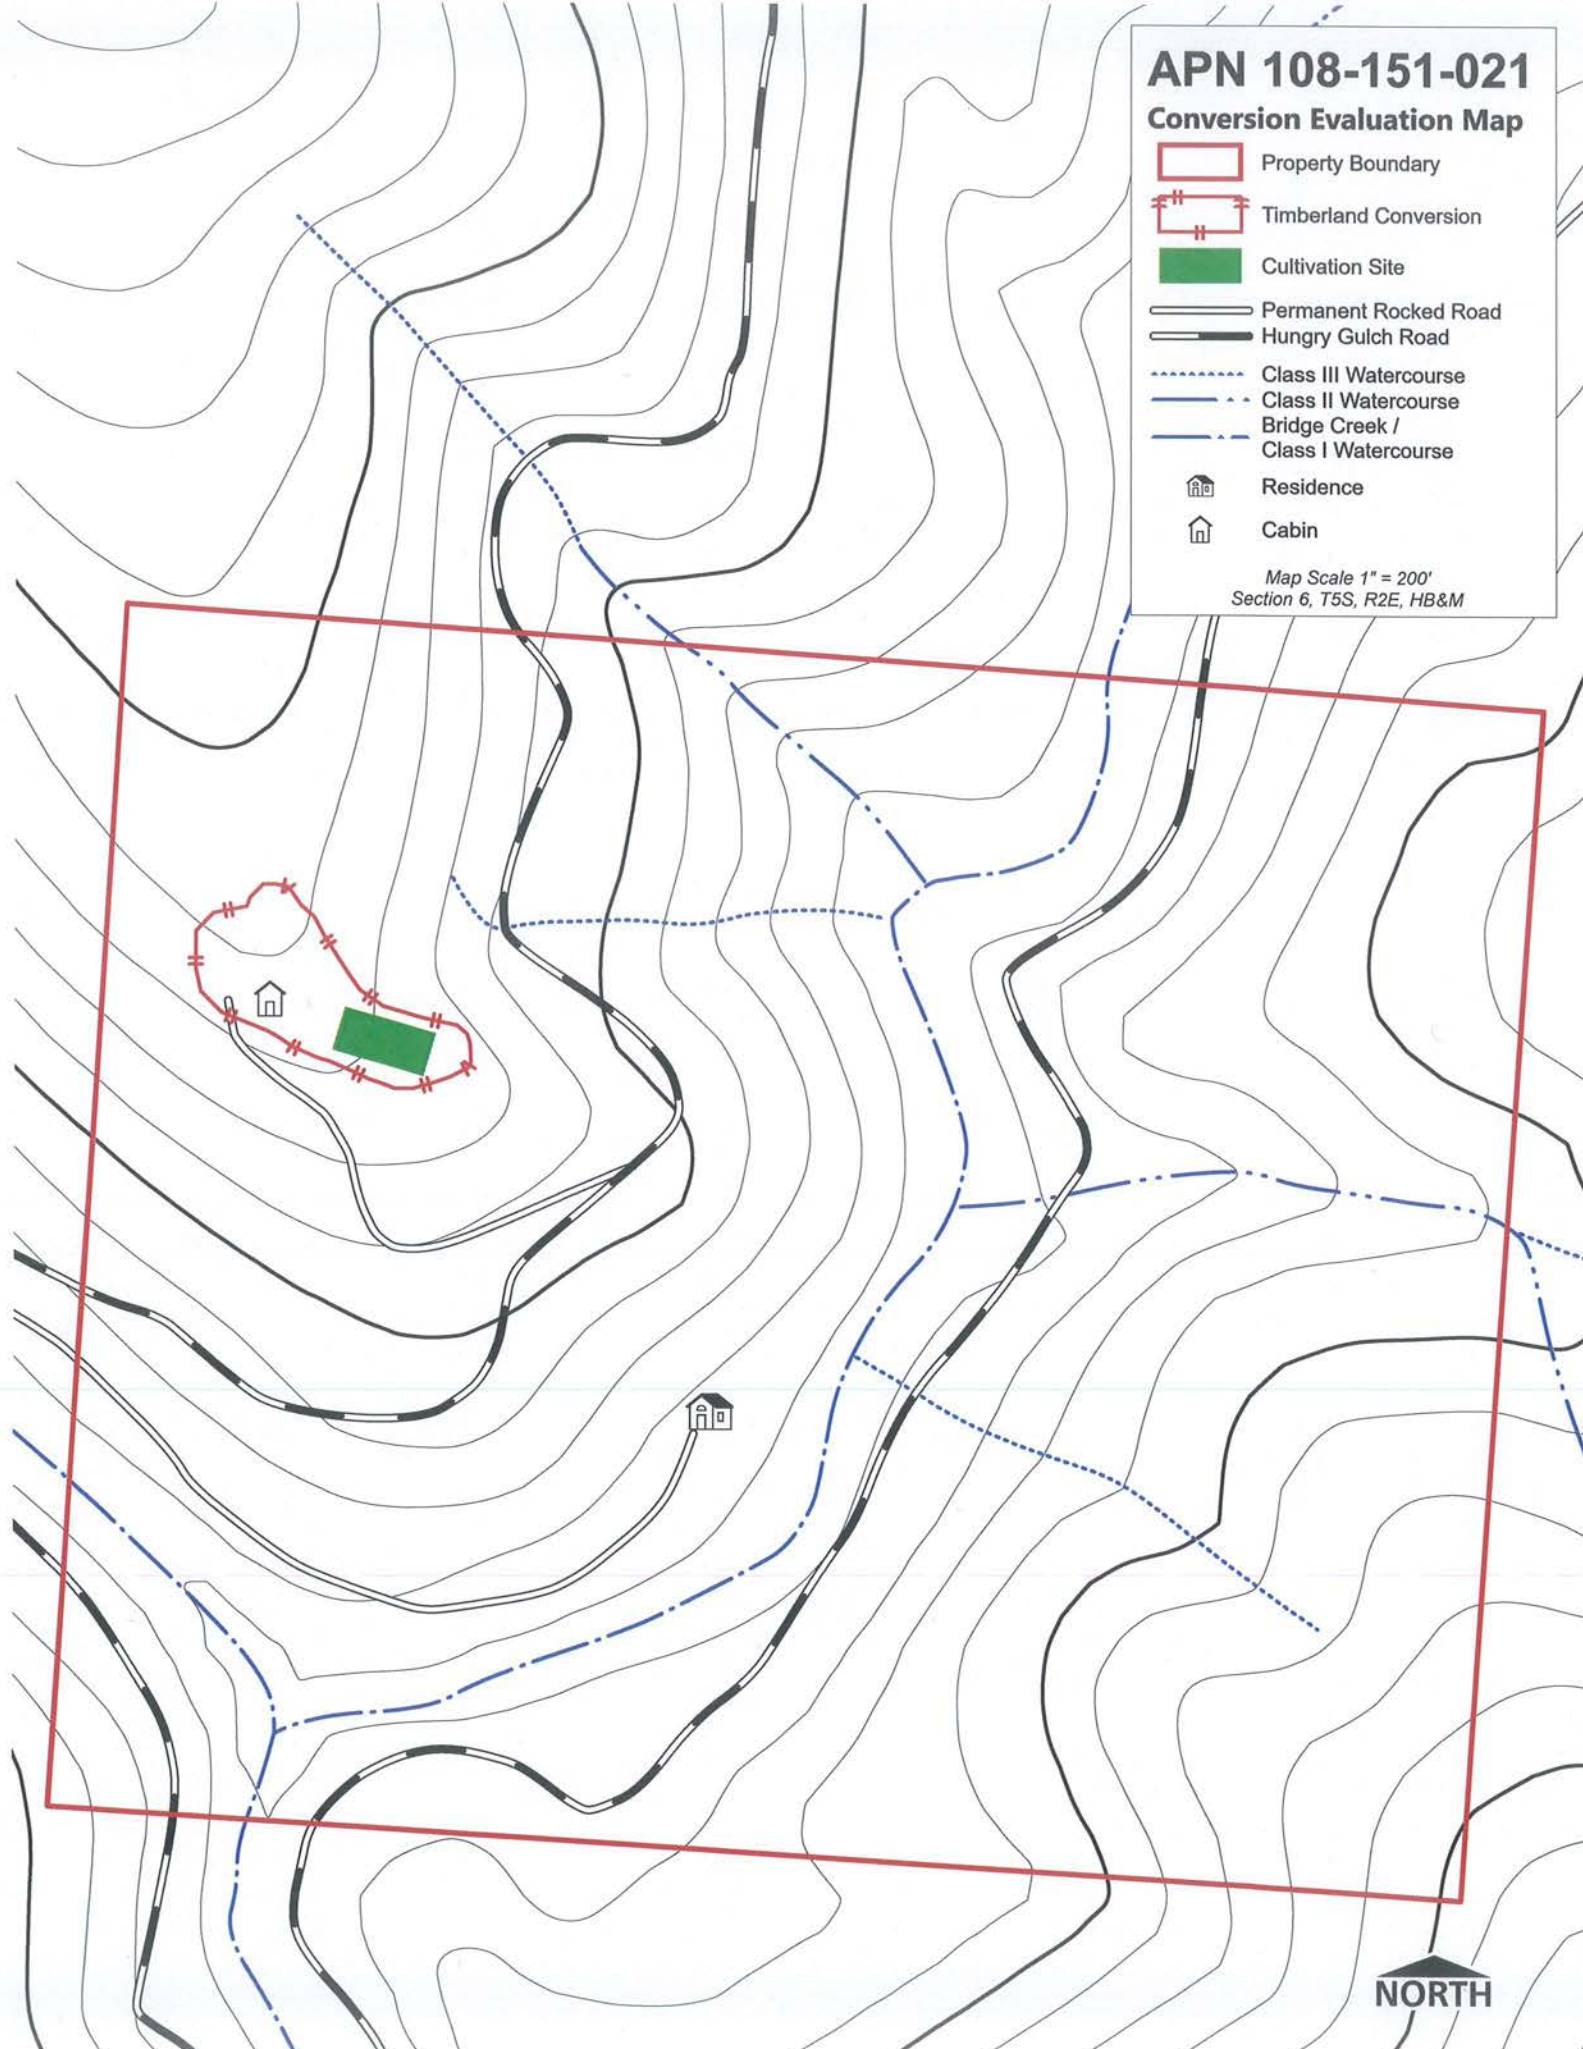 APN 108-151-021
Conversion Evaluation Map
Property Boundary
Timberland Conversion
Cultivation Site
Permanent Rocked Road
Hungry Gulch Road
Class III Watercourse
Class II Watercourse
Bridge Creek /
Class I Watercourse
Residence
Cabin
Map Scale 1" = 200'
Section 6, T5S, R2E, HB&M
NORTH